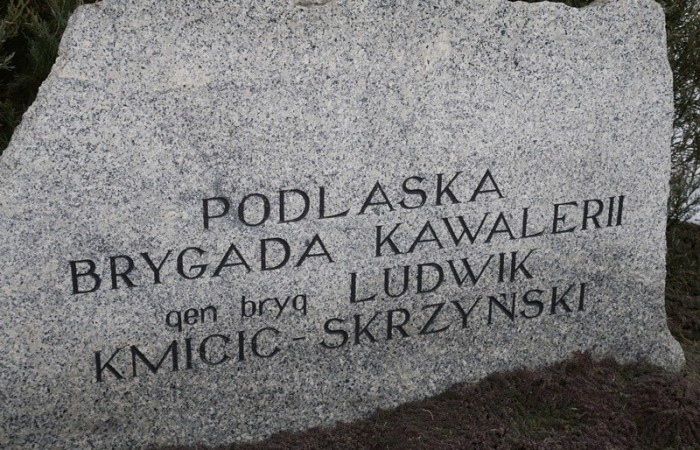 PODLASKA
BRYGADA KAWALERII
gen bryg LUDWIK
KMICIC-SKRZYŃSKI